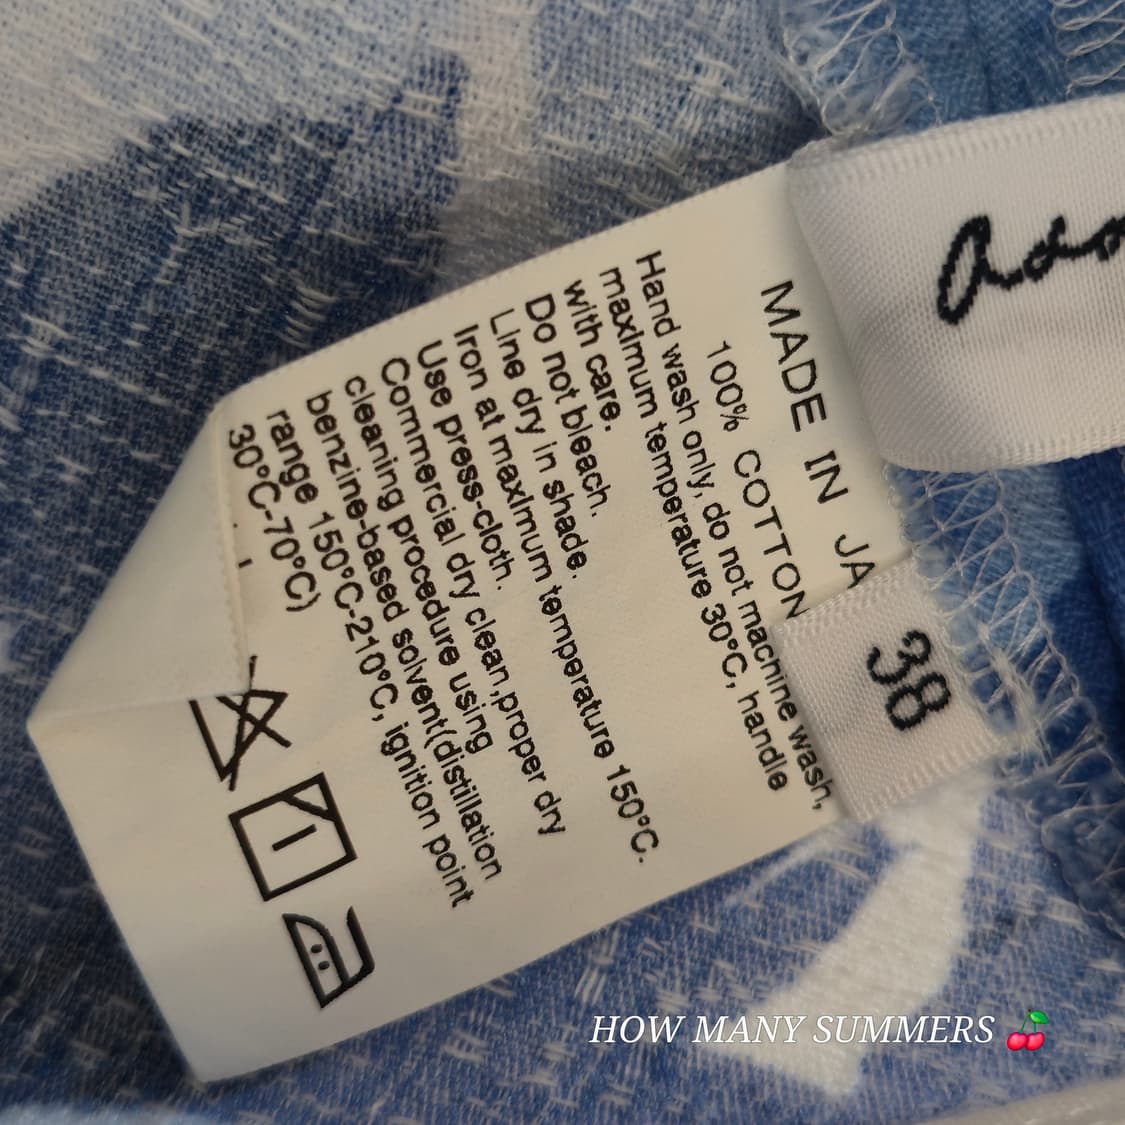 MADE IN JA
100% COTTON
Hand wash only, do not machine wash,
maximum temperature 30°C, handle
with care.
Do not bleach.
Line dry in shade.
Iron at maximum temperature 150°C.
Use press-cloth.
Commercial dry clean,proper dry
cleaning procedure using
benzine-based solvent(distillation
range 150°C-210°C, ignition point
30°C-70°C)
38
HOW MANY SUMMERS 🍒